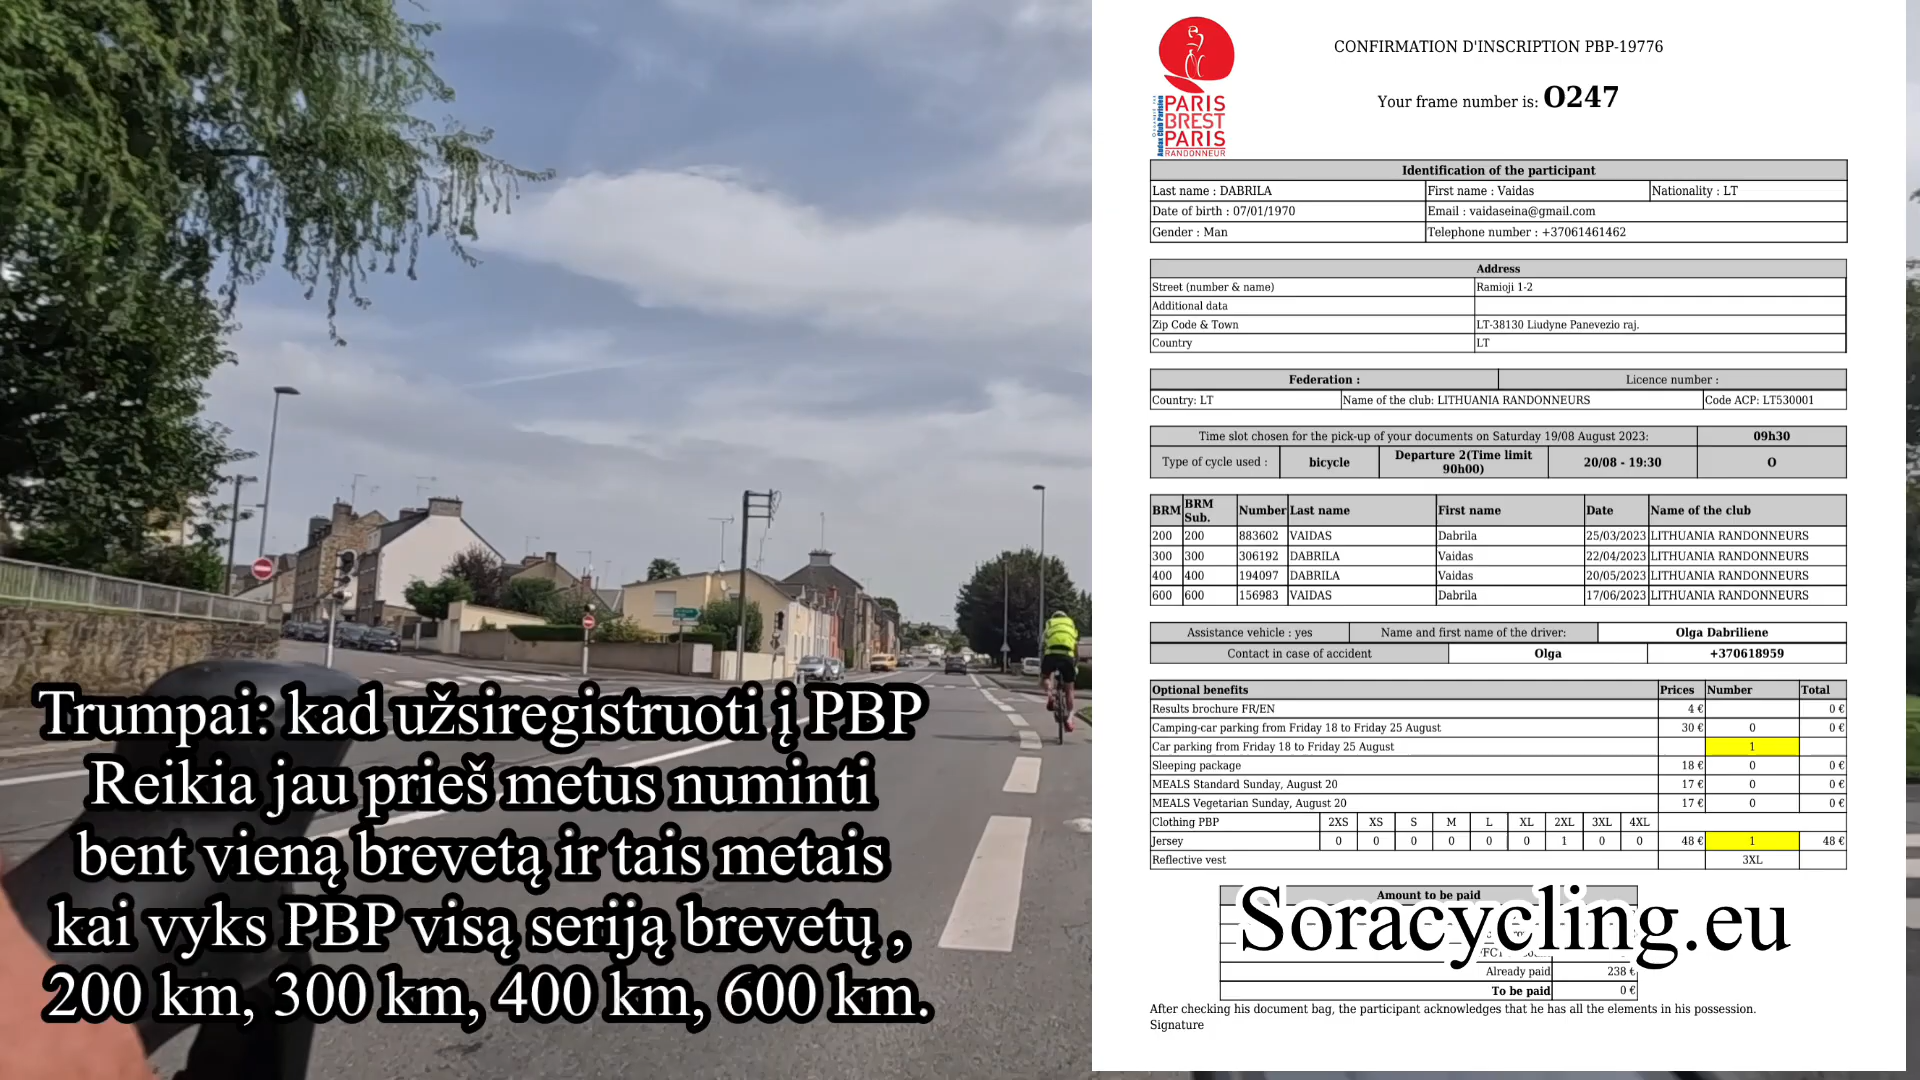 Trumpai: kad užsiregistruoti į PBP
Reikia jau prieš metus numinti
bent vieną brevetą ir tais metais
kai vyks PBP visą seriją brevetų ,
200 km, 300 km, 400 km, 600 km.
PARIS
BREST
PARIS
RANDONNEUR
Audax Club Parisien
CONFIRMATION D'INSCRIPTION PBP-19776
Your frame number is: O247
Identification of the participant
Last name : DABRILA First name : Vaidas Nationality : LT
Date of birth : 07/01/1970 Email : vaidaseina@gmail.com
Gender : Man Telephone number : +37061461462
Address
Street (number & name) Ramioji 1-2
Additional data
Zip Code & Town LT-38130 Liudyne Panevezio raj.
Country LT
Federation : Licence number :
Country: LT Name of the club: LITHUANIA RANDONNEURS Code ACP: LT530001
Time slot chosen for the pick-up of your documents on Saturday 19/08 August 2023: 09h30
Type of cycle used : bicycle Departure 2(Time limit 90h00) 20/08 - 19:30 O
BRM BRM Sub. Number Last name First name Date Name of the club
200 200 883602 VAIDAS Dabrila 25/03/2023 LITHUANIA RANDONNEURS
300 300 306192 DABRILA Vaidas 22/04/2023 LITHUANIA RANDONNEURS
400 400 194097 DABRILA Vaidas 20/05/2023 LITHUANIA RANDONNEURS
600 600 156983 VAIDAS Dabrila 17/06/2023 LITHUANIA RANDONNEURS
Assistance vehicle : yes Name and first name of the driver: Olga Dabriliene
Contact in case of accident Olga +370618959
Optional benefits Prices Number Total
Results brochure FR/EN 4 € 0 €
Camping-car parking from Friday 18 to Friday 25 August 30 € 0 0 €
Car parking from Friday 18 to Friday 25 August 1
Sleeping package 18 € 0 0 €
MEALS Standard Sunday, August 20 17 € 0 0 €
MEALS Vegetarian Sunday, August 20 17 € 0 0 €
Clothing PBP 2XS XS S M L XL 2XL 3XL 4XL
Jersey 0 0 0 0 0 0 1 0 0 48 € 1 48 €
Reflective vest 3XL
Amount to be paid
Soracycling.eu
Already paid 238 €
To be paid 0 €
After checking his document bag, the participant acknowledges that he has all the elements in his possession.
Signature